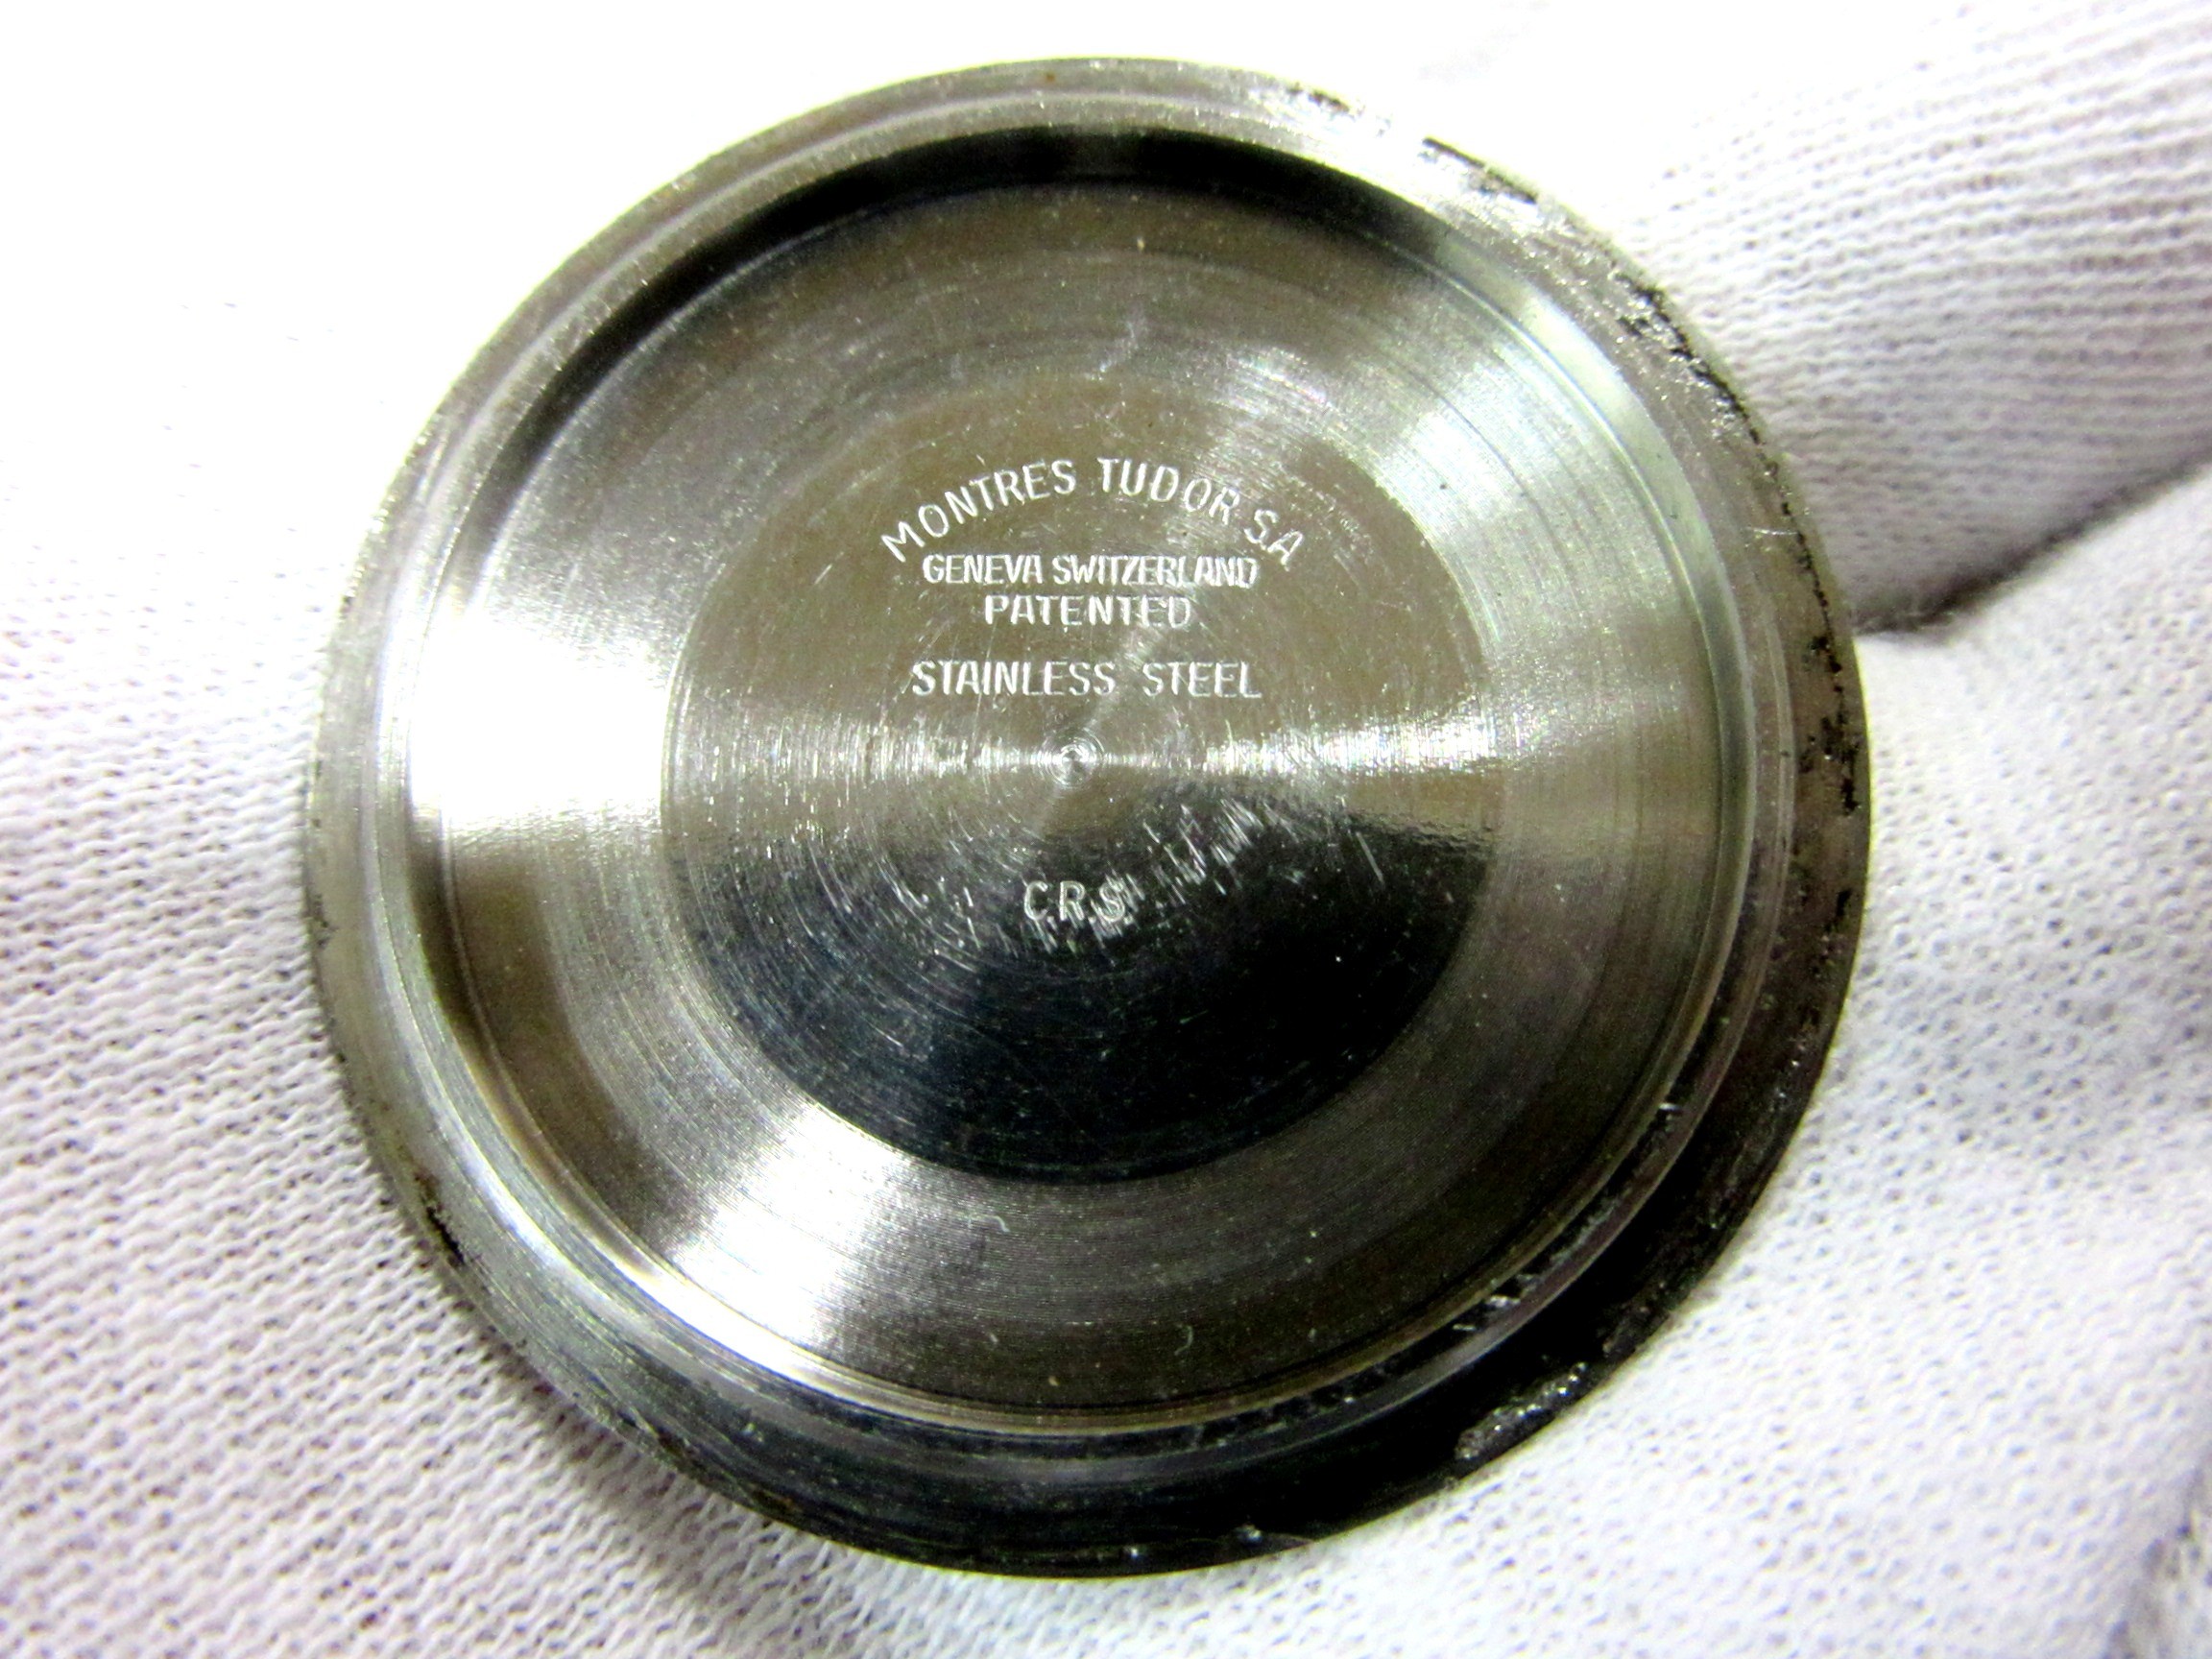 MONTRES TUDOR S.A
GENEVA SWITZERLAND
PATENTED
STAINLESS STEEL
C.R.S